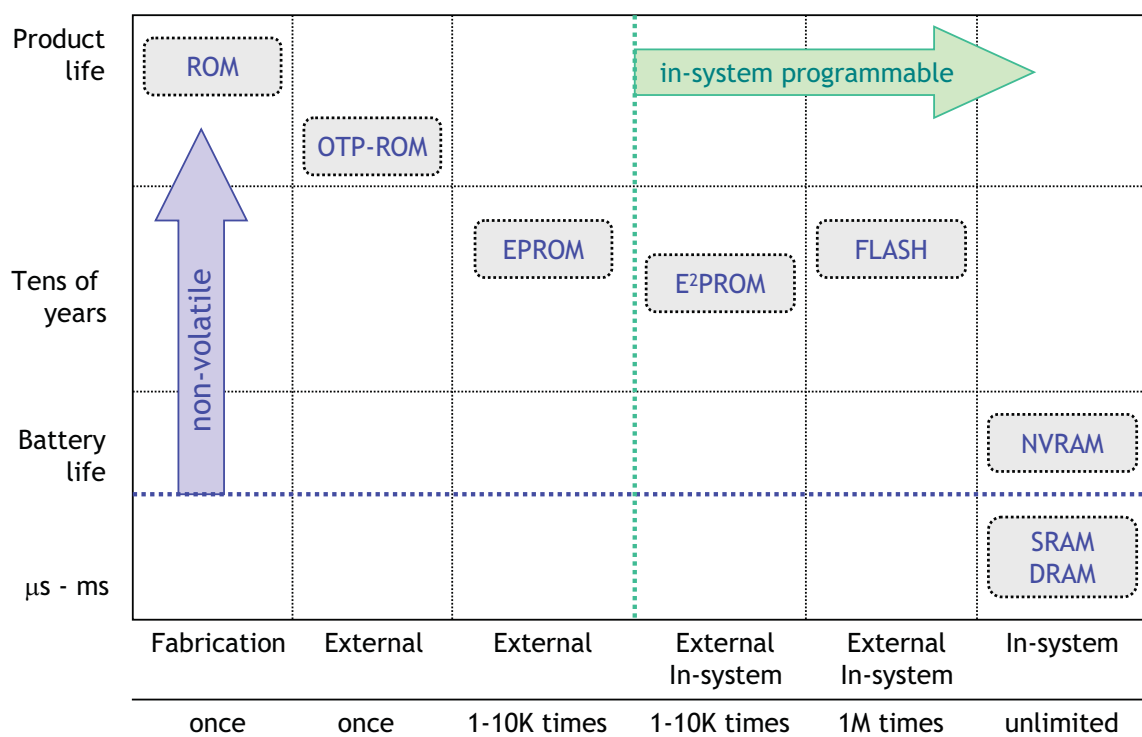 Product
life
ROM
in-system programmable
OTP-ROM
EPROM
FLASH
E²PROM
Tens of
years
non-volatile
Battery
life
NVRAM
SRAM
DRAM
μs - ms
Fabrication External External External External In-system
In-system In-system
once once 1-10K times 1-10K times 1M times unlimited